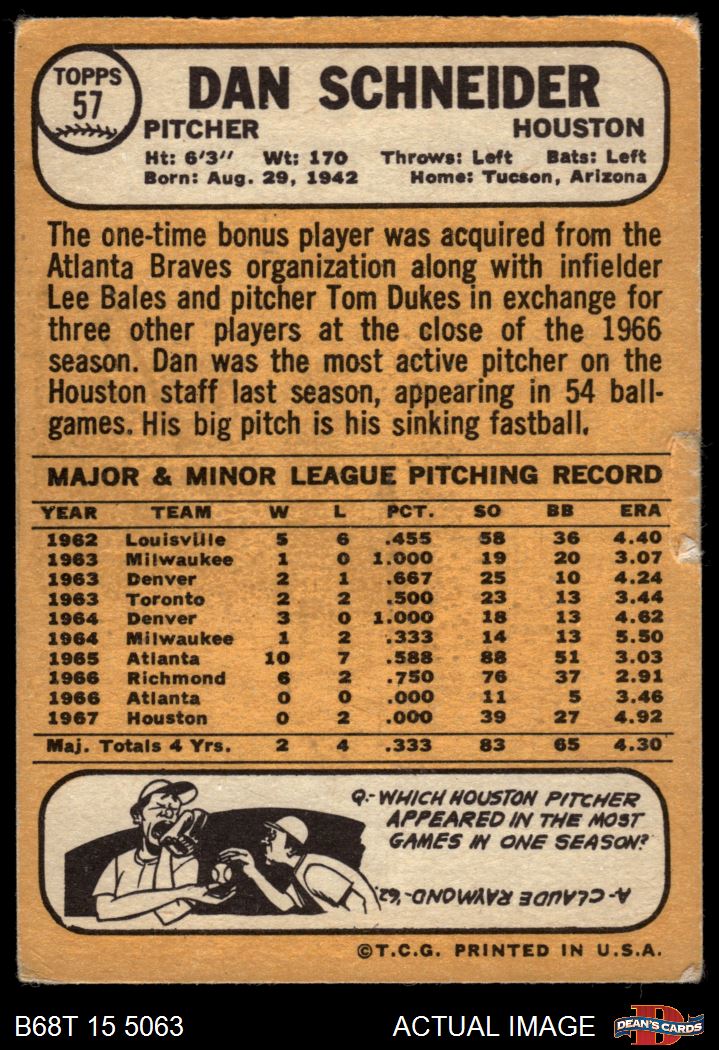 TOPPS
57
DAN SCHNEIDER
PITCHER HOUSTON
Ht: 6'3" Wt: 170 Throws: Left Bats: Left
Born: Aug. 29, 1942 Home: Tucson, Arizona
The one-time bonus player was acquired from the
Atlanta Braves organization along with infielder
Lee Bales and pitcher Tom Dukes in exchange for
three other players at the close of the 1966
season. Dan was the most active pitcher on the
Houston staff last season, appearing in 54 ball-
games. His big pitch is his sinking fastball.
MAJOR & MINOR LEAGUE PITCHING RECORD
YEAR TEAM W L PCT. SO BB ERA
1962 Louisville 5 6 .455 58 36 4.40
1963 Milwaukee 1 0 1.000 19 20 3.07
1963 Denver 2 1 .667 25 10 4.24
1963 Toronto 2 2 .500 23 13 3.44
1964 Denver 3 0 1.000 18 13 4.62
1964 Milwaukee 1 2 .333 14 13 5.50
1965 Atlanta 10 7 .588 88 51 3.03
1966 Richmond 6 2 .750 76 37 2.91
1966 Atlanta 0 0 .000 11 5 3.46
1967 Houston 0 2 .000 39 27 4.92
Maj. Totals 4 Yrs. 2 4 .333 83 65 4.30
Q.- WHICH HOUSTON PITCHER
APPEARED IN THE MOST
GAMES IN ONE SEASON?
A- CLAUDE RAYMOND-'62.
©T.C.G. PRINTED IN U.S.A.
B68T 15 5063 ACTUAL IMAGE D DEAN'S CARDS